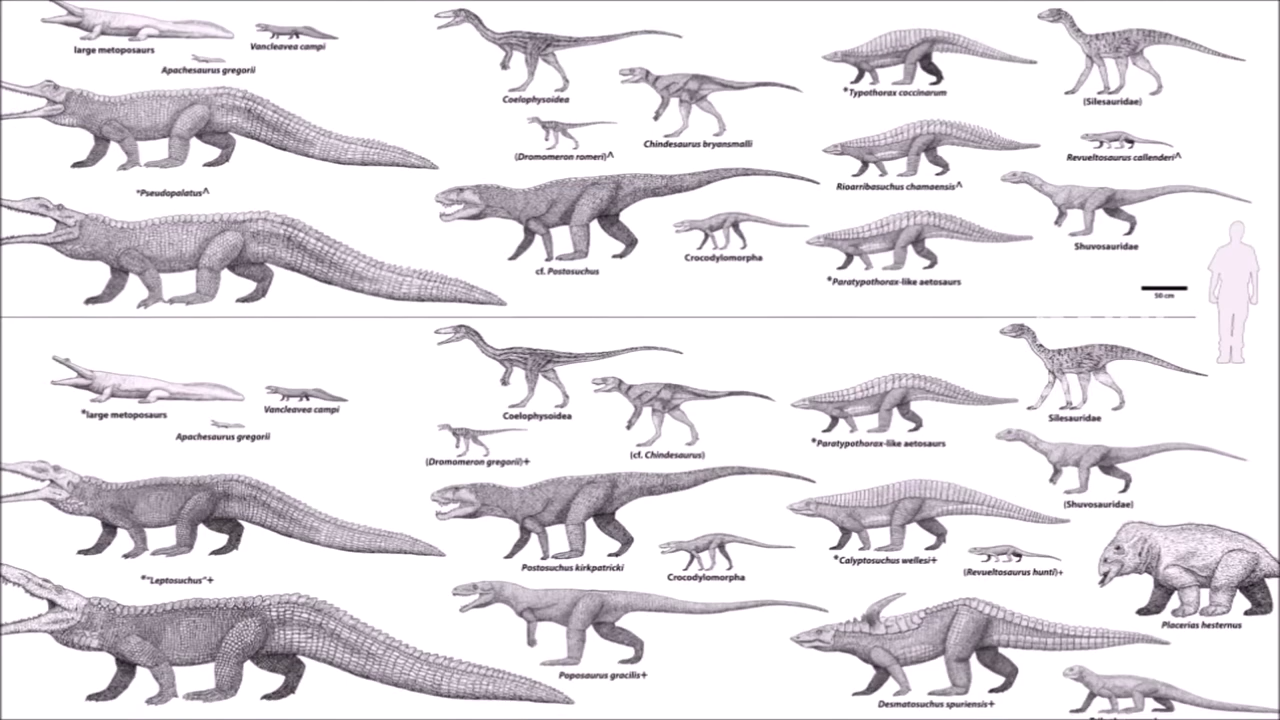 large metoposaurs
Vancleavea campi
Apachesaurus gregorii
*Pseudopalatus^
Coelophysoidea
Chindesaurus bryansmalli
(Dromomeron romeri)^
cf. Postosuchus
Crocodylomorpha
*Typothorax coccinarum
Rioarribasuchus chamaensis^
*Paratypothorax-like aetosaurs
(Silesauridae)
Revueltosaurus callenderi^
Shuvosauridae
50 cm
*large metoposaurs
Vancleavea campi
Apachesaurus gregorii
*"Leptosuchus"+
Coelophysoidea
(Dromomeron gregorii)+
(cf. Chindesaurus)
Postosuchus kirkpatricki
Crocodylomorpha
Poposaurus gracilis+
*Paratypothorax-like aetosaurs
*Calyptosuchus wellesi+
Desmatosuchus spuriensis+
Silesauridae
(Shuvosauridae)
(Revueltosaurus hunti)+
Placerias hesternus